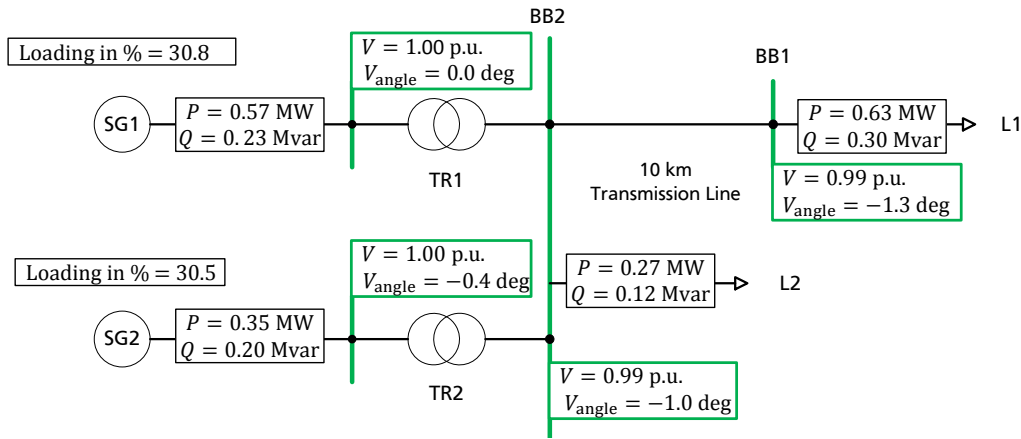 BB2
Loading in % = 30.8
V = 1.00 p.u.
V_angle = 0.0 deg
BB1
SG1
P = 0.57 MW
Q = 0.23 Mvar
P = 0.63 MW
Q = 0.30 Mvar
L1
TR1
10 km
Transmission Line
V = 0.99 p.u.
V_angle = −1.3 deg
Loading in % = 30.5
V = 1.00 p.u.
V_angle = −0.4 deg
P = 0.27 MW
Q = 0.12 Mvar
L2
SG2
P = 0.35 MW
Q = 0.20 Mvar
TR2
V = 0.99 p.u.
V_angle = −1.0 deg